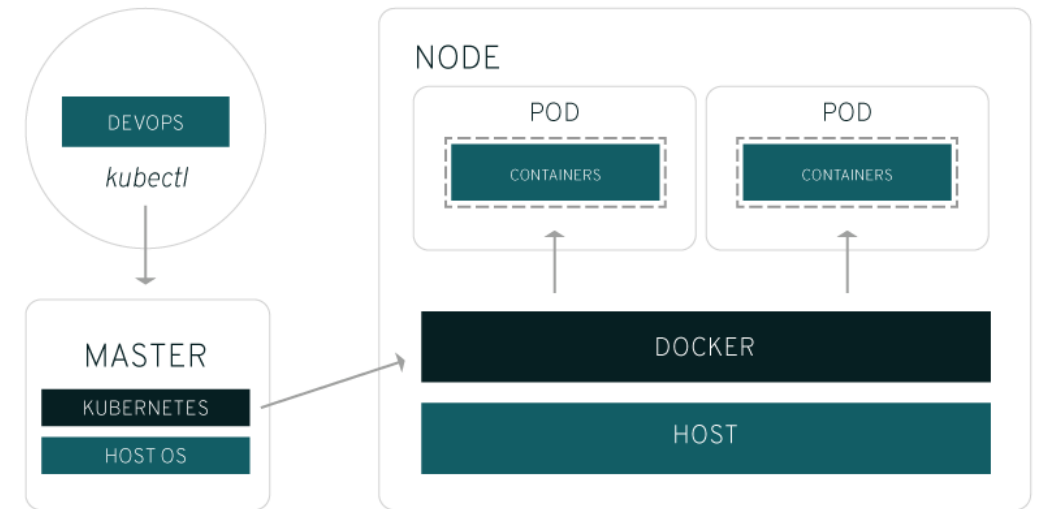 DEVOPS
kubectl
MASTER
KUBERNETES
HOST OS
NODE
POD
CONTAINERS
POD
CONTAINERS
DOCKER
HOST